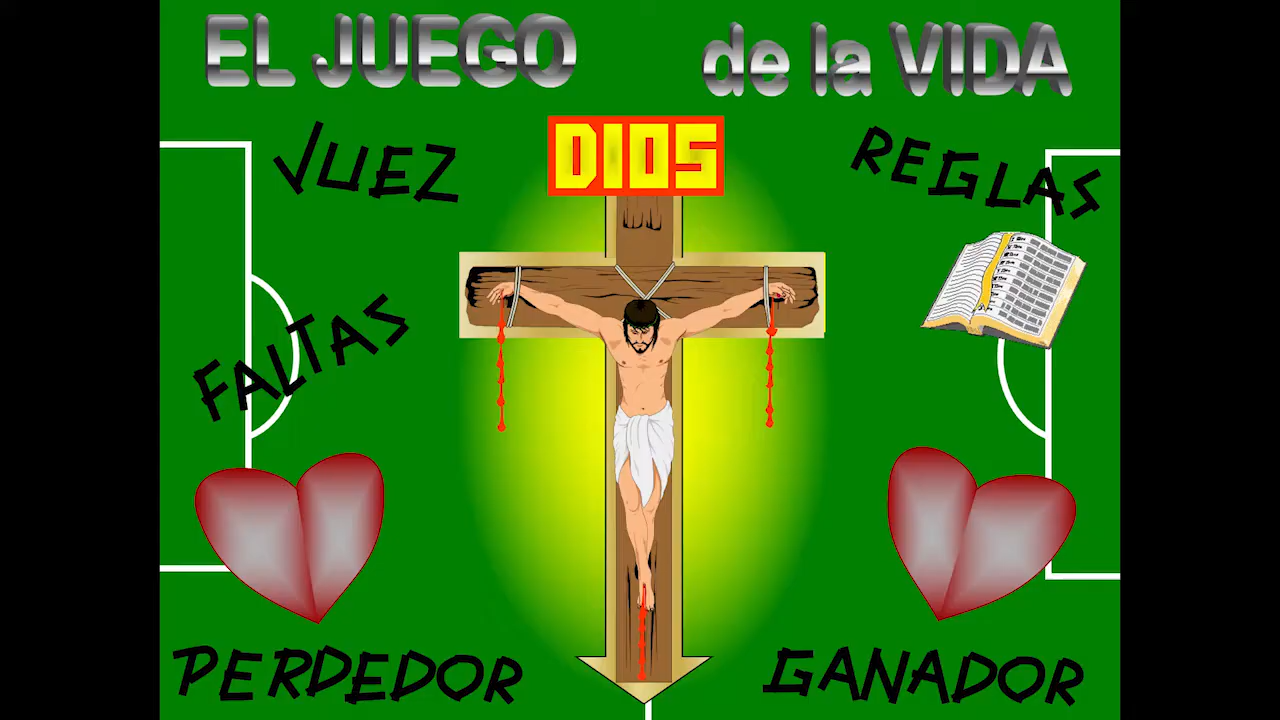 EL JUEGO de la VIDA
DIOS
JUEZ
REGLAS
FALTAS
PERDEDOR
GANADOR